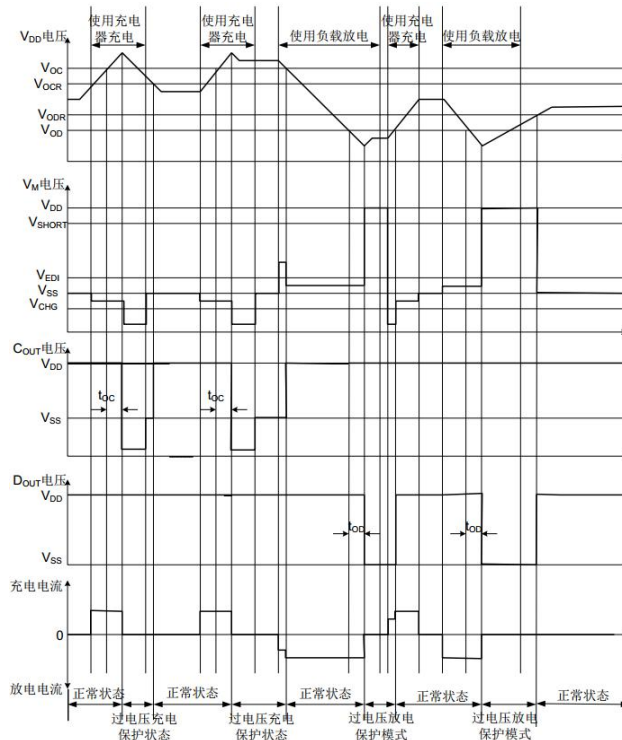 使用充电
器充电
使用充电
器充电
使用负载放电
使用充电
器充电
使用负载放电
VDD电压
VOC
VOCR
VODR
VOD
VM电压
VDD
VSHORT
VEDI
VSS
VCHG
COUT电压
VDD
tOC
tOC
VSS
DOUT电压
VDD
tOD
tOD
VSS
充电电流
0
放电电流
正常状态
正常状态
正常状态
正常状态
正常状态
过电压充电
保护状态
过电压充电
保护状态
过电压放电
保护模式
过电压放电
保护模式